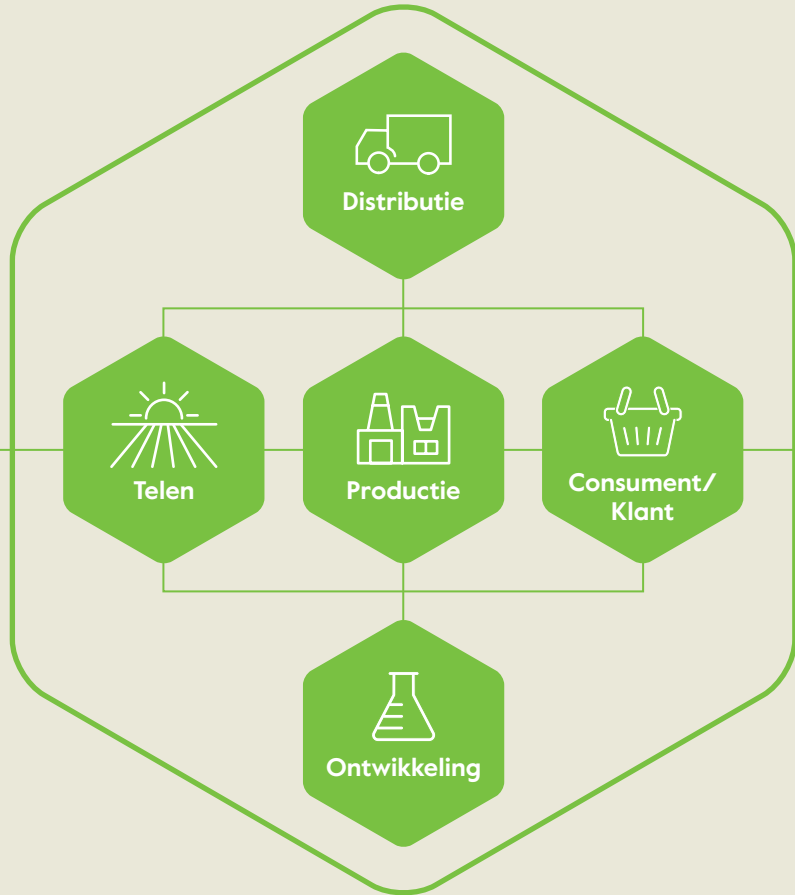 Distributie
Telen
Productie
Consument/
Klant
Ontwikkeling